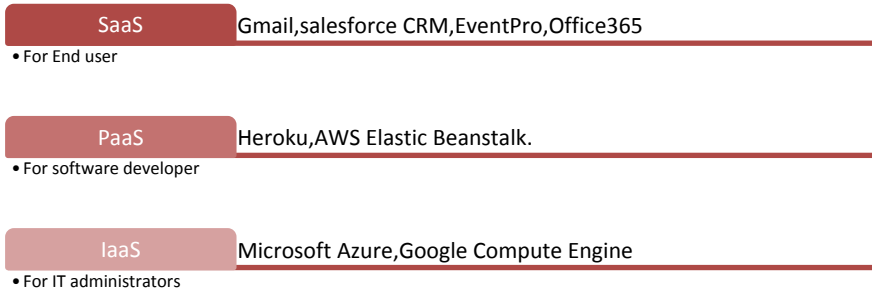 SaaS Gmail,salesforce CRM,EventPro,Office365
• For End user
PaaS Heroku,AWS Elastic Beanstalk.
• For software developer
IaaS Microsoft Azure,Google Compute Engine
• For IT administrators